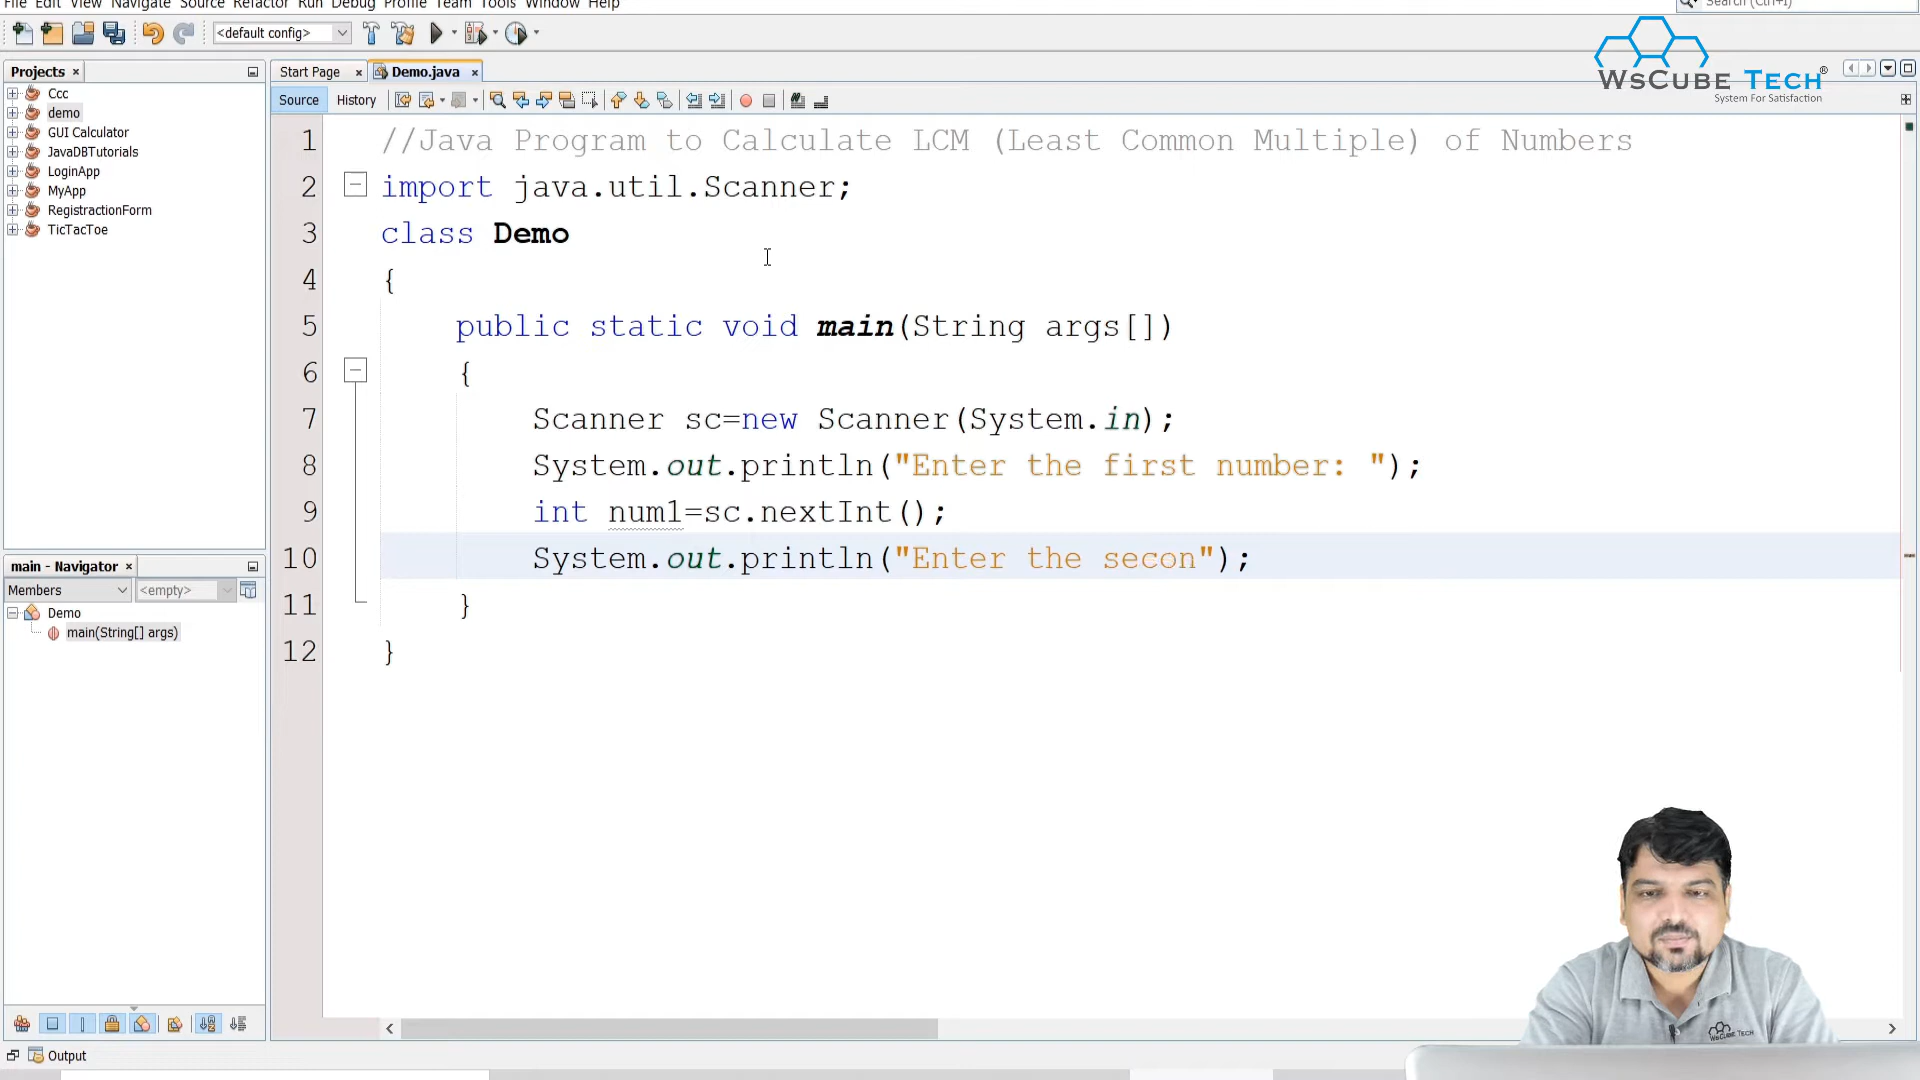 File Edit View Navigate Source Refactor Run Debug Profile Team Tools Window Help
Search (Ctrl+I)
<default config>
WsCube Tech®
System For Satisfaction
Projects ×
Start Page ×
Demo.java ×
Source
History
Ccc
demo
GUI Calculator
JavaDBTutorials
LoginApp
MyApp
RegistractionForm
TicTacToe
1 //Java Program to Calculate LCM (Least Common Multiple) of Numbers
2 import java.util.Scanner;
3 class Demo
4 {
5 public static void main(String args[])
6 {
7 Scanner sc=new Scanner(System.in);
8 System.out.println("Enter the first number: ");
9 int num1=sc.nextInt();
10 System.out.println("Enter the secon");
11 }
12 }
main - Navigator ×
Members
<empty>
Demo
main(String[] args)
Output
WsCube Tech